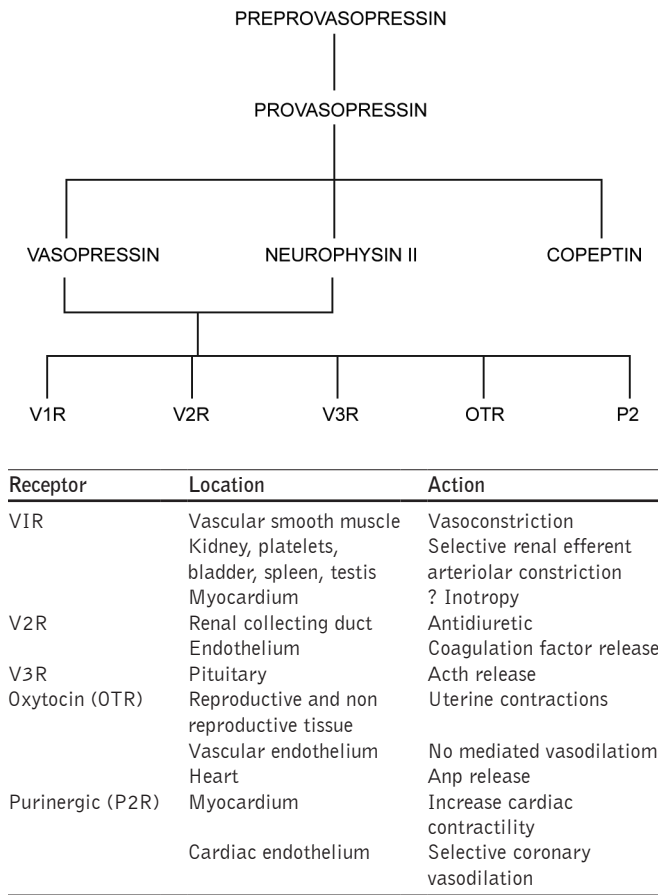 PREPROVASOPRESSIN
PROVASOPRESSIN
VASOPRESSIN NEUROPHYSIN II COPEPTIN
V1R V2R V3R OTR P2
Receptor Location Action
VIR Vascular smooth muscle Vasoconstriction
Kidney, platelets, Selective renal efferent
bladder, spleen, testis arteriolar constriction
Myocardium ? Inotropy
V2R Renal collecting duct Antidiuretic
Endothelium Coagulation factor release
V3R Pituitary Acth release
Oxytocin (OTR) Reproductive and non Uterine contractions
reproductive tissue
Vascular endothelium No mediated vasodilatiom
Heart Anp release
Purinergic (P2R) Myocardium Increase cardiac
contractility
Cardiac endothelium Selective coronary
vasodilation